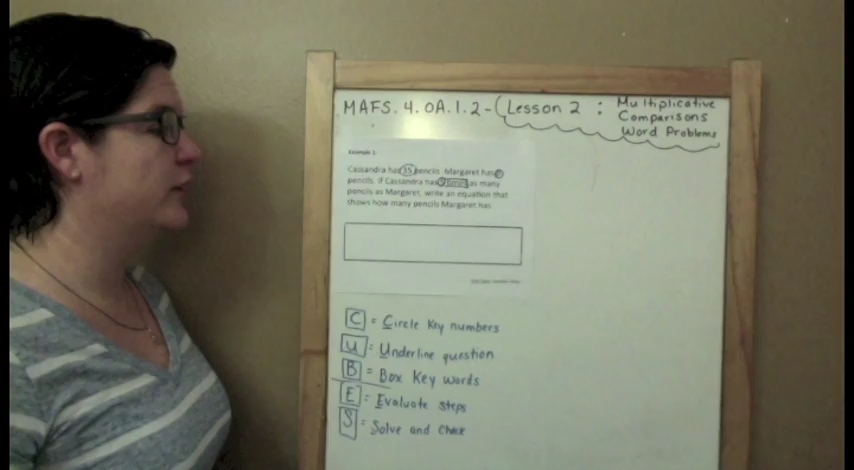 MAFS. 4. OA. 1. 2 - Lesson 2 : Multiplicative
Comparisons
Word Problems
Example 1
Cassandra has 35 pencils. Margaret has p
pencils. If Cassandra has times as many
pencils as Margaret, write an equation that
shows how many pencils Margaret has
C = Circle Key numbers
U = Underline question
B = Box Key words
E = Evaluate steps
S = Solve and Check